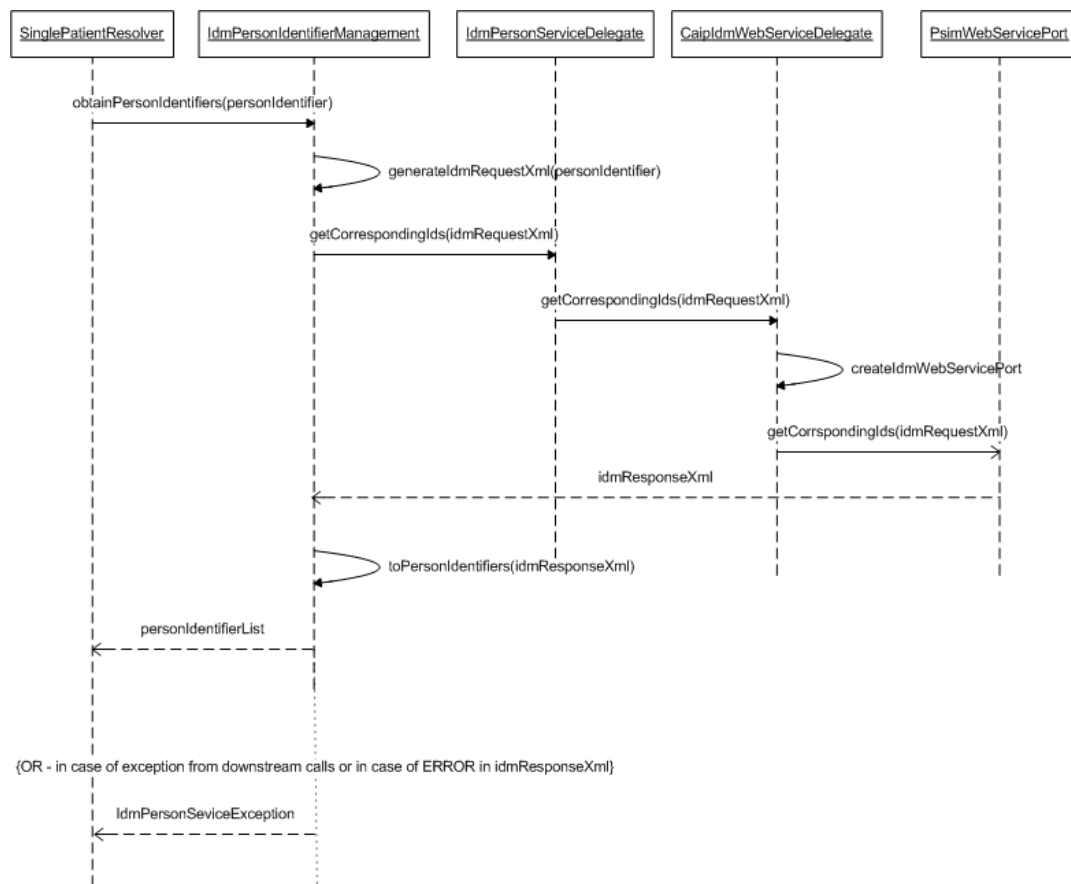 SinglePatientResolver
IdmPersonIdentifierManagement
IdmPersonServiceDelegate
CaipIdmWebServiceDelegate
PsimWebServicePort
obtainPersonIdentifiers(personIdentifier)
generateIdmRequestXml(personIdentifier)
getCorrespondingIds(idmRequestXml)
getCorrespondingIds(idmRequestXml)
createIdmWebServicePort
getCorrspondingIds(idmRequestXml)
idmResponseXml
toPersonIdentifiers(idmResponseXml)
personIdentifierList
{OR - in case of exception from downstream calls or in case of ERROR in idmResponseXml}
IdmPersonSeviceException